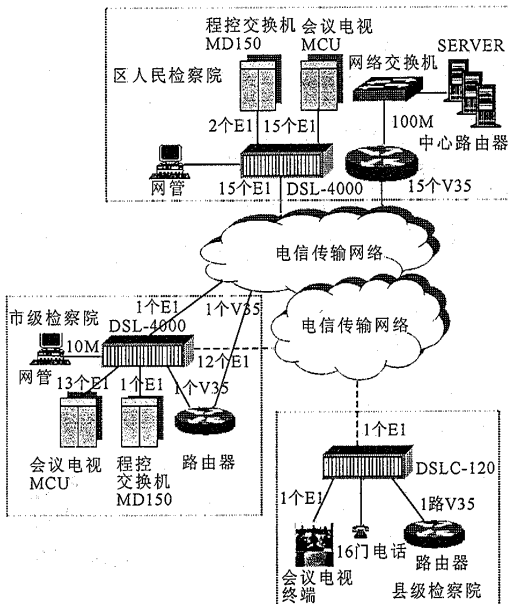 程控交换机 会议电视
MD150 MCU
网络交换机
SERVER
区人民检察院
2个E1
15个E1
100M
中心路由器
网管
15个E1
DSL-4000
15个V35
电信传输网络
电信传输网络
市级检察院
1个E1
1个V35
DSL-4000
10M
网管
12个E1
13个E1
1个E1
1个V35
会议电视
MCU
程控
交换机
MD150
路由器
1个E1
DSLC-120
1个E1
1路V35
16门电话
路由器
会议电视
终端
县级检察院